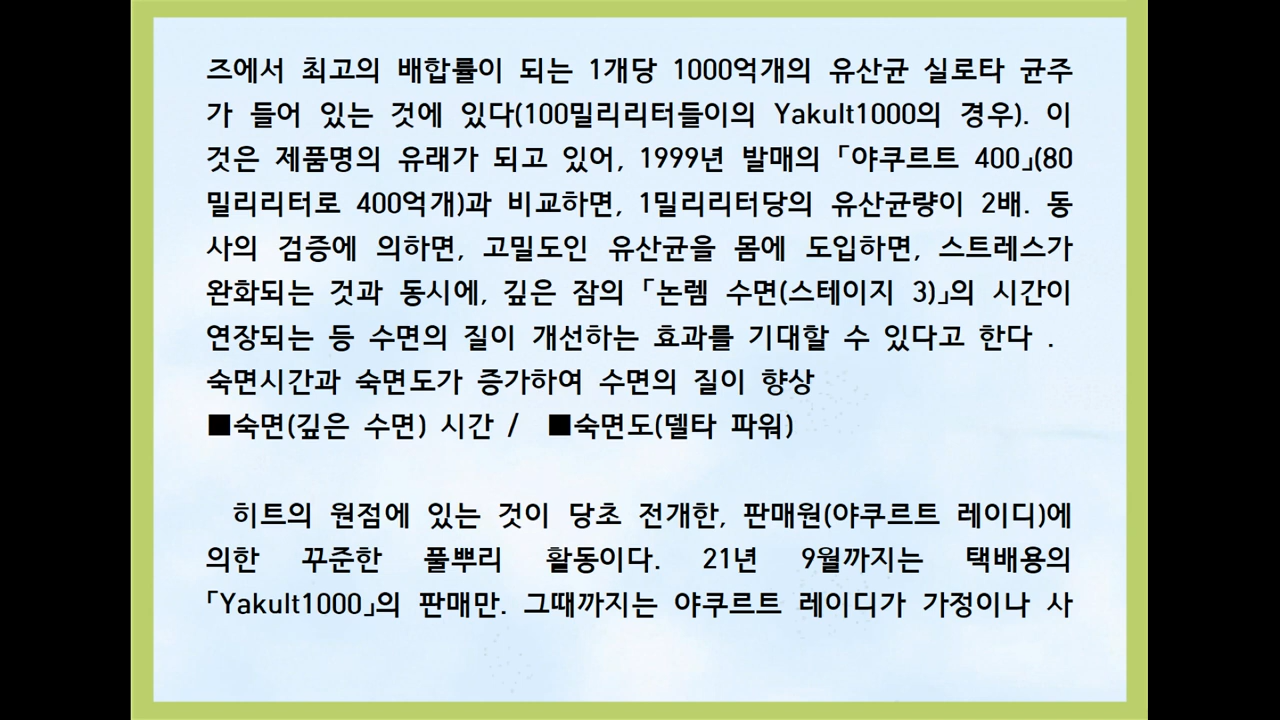 즈에서 최고의 배합률이 되는 1개당 1000억개의 유산균 실로타 균주
가 들어 있는 것에 있다(100밀리리터들이의 Yakult1000의 경우). 이
것은 제품명의 유래가 되고 있어, 1999년 발매의 「야쿠르트 400」(80
밀리리터로 400억개)과 비교하면, 1밀리리터당의 유산균량이 2배. 동
사의 검증에 의하면, 고밀도인 유산균을 몸에 도입하면, 스트레스가
완화되는 것과 동시에, 깊은 잠의 「논렘 수면(스테이지 3)」의 시간이
연장되는 등 수면의 질이 개선하는 효과를 기대할 수 있다고 한다 .
숙면시간과 숙면도가 증가하여 수면의 질이 향상
■숙면(깊은 수면) 시간 / ■숙면도(델타 파워)
히트의 원점에 있는 것이 당초 전개한, 판매원(야쿠르트 레이디)에
의한 꾸준한 풀뿌리 활동이다. 21년 9월까지는 택배용의
「Yakult1000」의 판매만. 그때까지는 야쿠르트 레이디가 가정이나 사